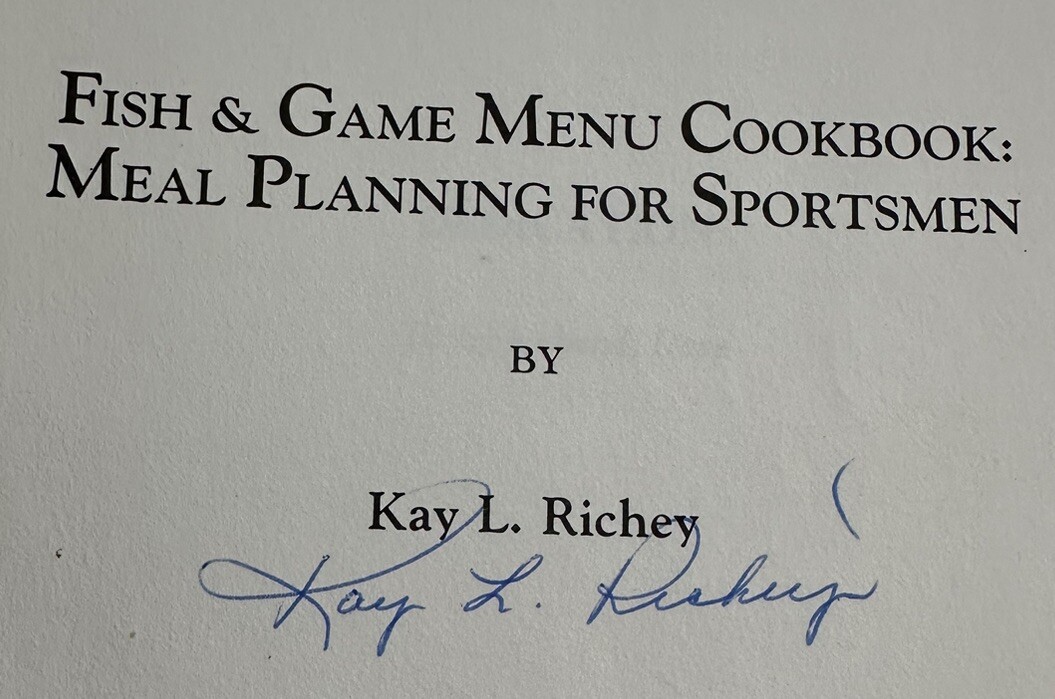 FISH & GAME MENU COOKBOOK:
MEAL PLANNING FOR SPORTSMEN
BY
Kay L. Richey
Kay L. Richey